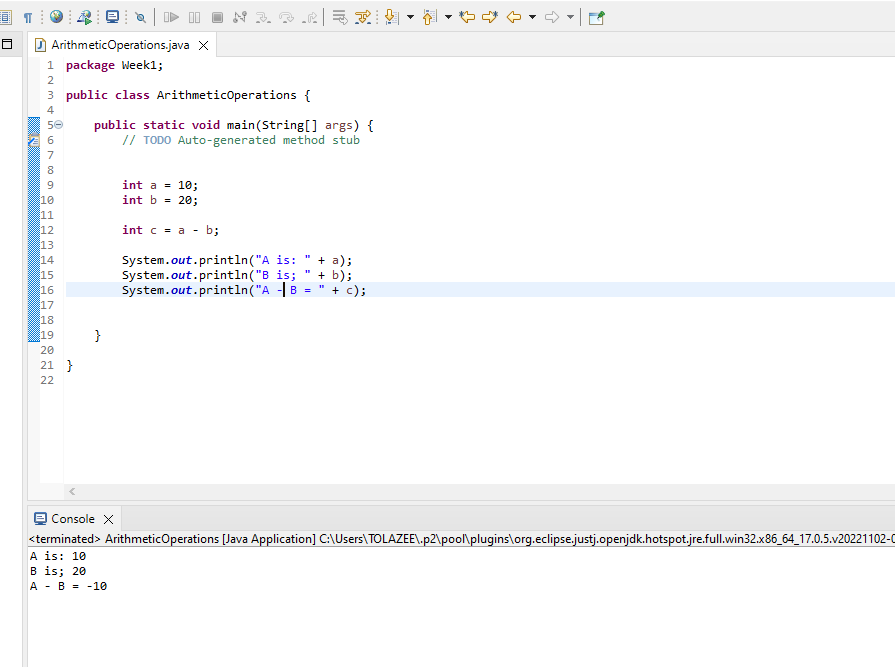 ArithmeticOperations.java
1 package Week1;
2
3 public class ArithmeticOperations {
4
5 public static void main(String[] args) {
6 // TODO Auto-generated method stub
7
8
9 int a = 10;
10 int b = 20;
11
12 int c = a - b;
13
14 System.out.println("A is: " + a);
15 System.out.println("B is; " + b);
16 System.out.println("A - B = " + c);
17
18
19 }
20
21 }
22
Console
<terminated> ArithmeticOperations [Java Application] C:\Users\TOLAZEE\.p2\pool\plugins\org.eclipse.justj.openjdk.hotspot.jre.full.win32.x86_64_17.0.5.v20221102-0
A is: 10
B is; 20
A - B = -10